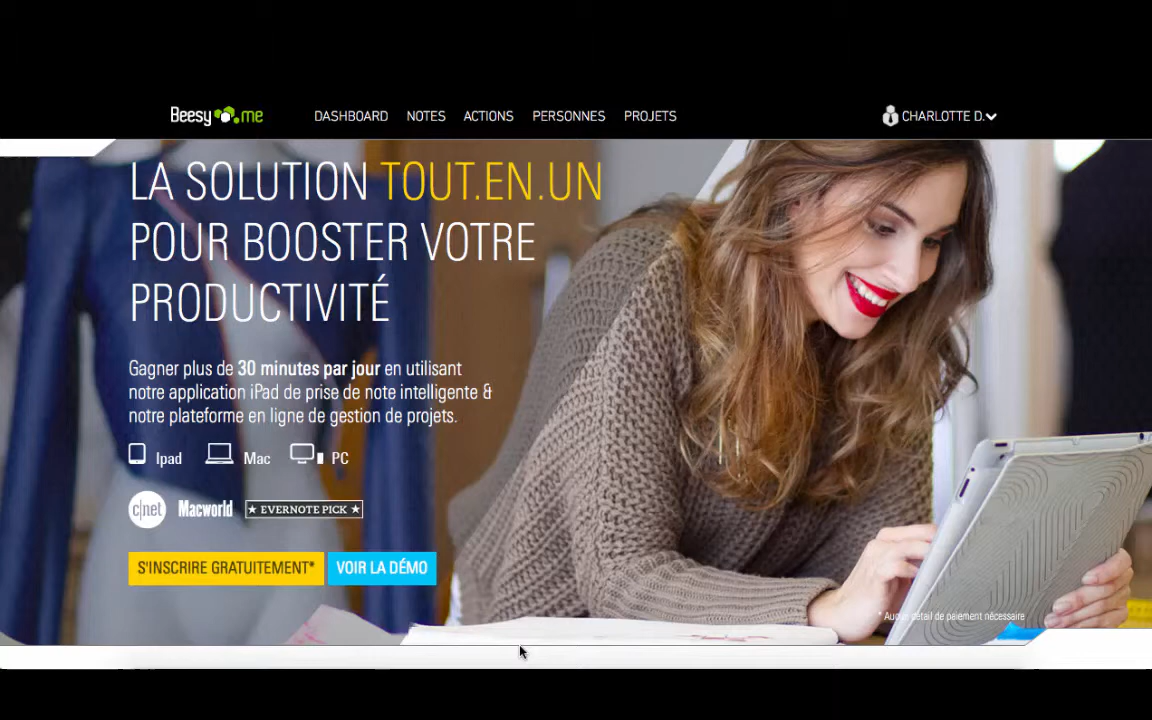 Beesy.me
DASHBOARD NOTES ACTIONS PERSONNES PROJETS
CHARLOTTE D.
LA SOLUTION TOUT.EN.UN
POUR BOOSTER VOTRE
PRODUCTIVITÉ
Gagner plus de 30 minutes par jour en utilisant
notre application iPad de prise de note intelligente &
notre plateforme en ligne de gestion de projets.
Ipad Mac PC
c|net Macworld ★ EVERNOTE PICK ★
S'INSCRIRE GRATUITEMENT* VOIR LA DÉMO
* Aucun détail de paiement nécessaire